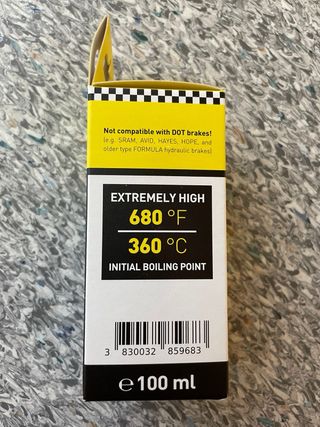 Not compatible with DOT brakes!
(e.g. SRAM, AVID, HAYES, HOPE, and
older type FORMULA hydraulic brakes)
EXTREMELY HIGH
680 °F
360 °C
INITIAL BOILING POINT
3 830032 859683
℮ 100 ml